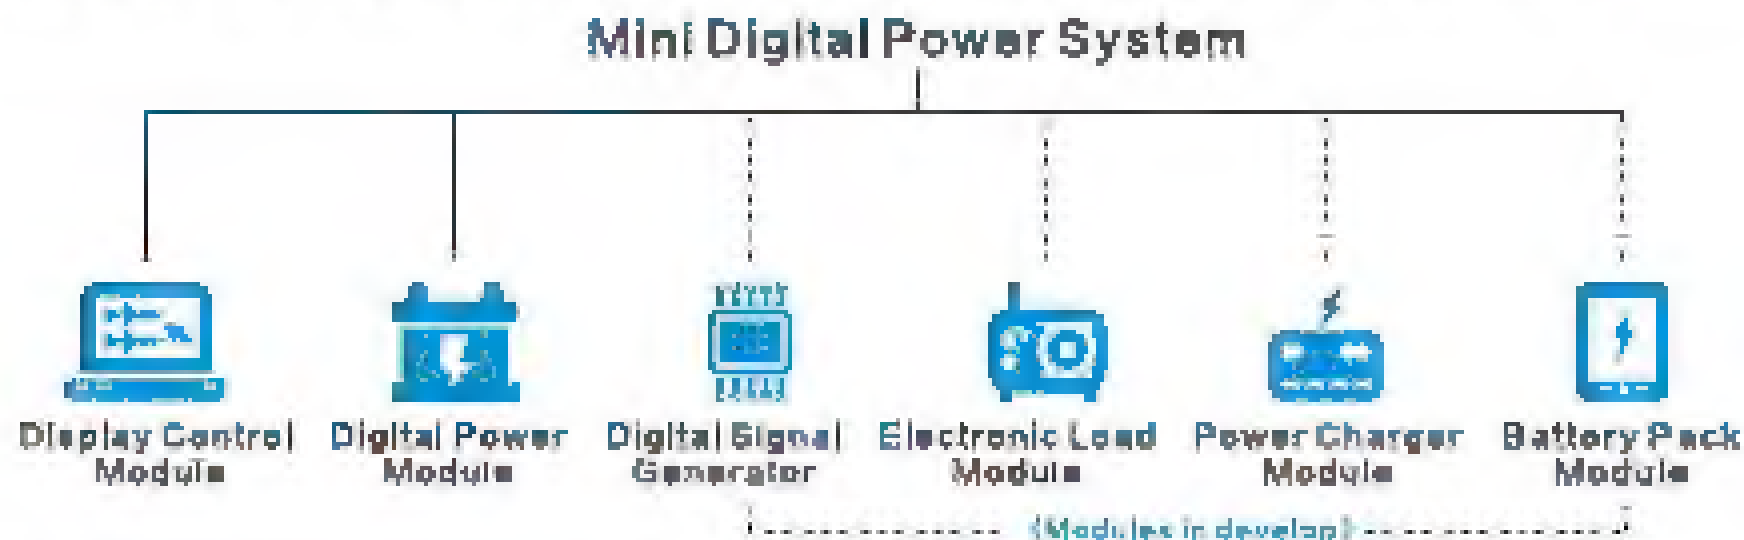 Mini Digital Power System
Display Control
Module
Digital Power
Module
Digital Signal
Generator
Electronic Load
Module
Power Charger
Module
Battery Pack
Module
(Modules in develop)